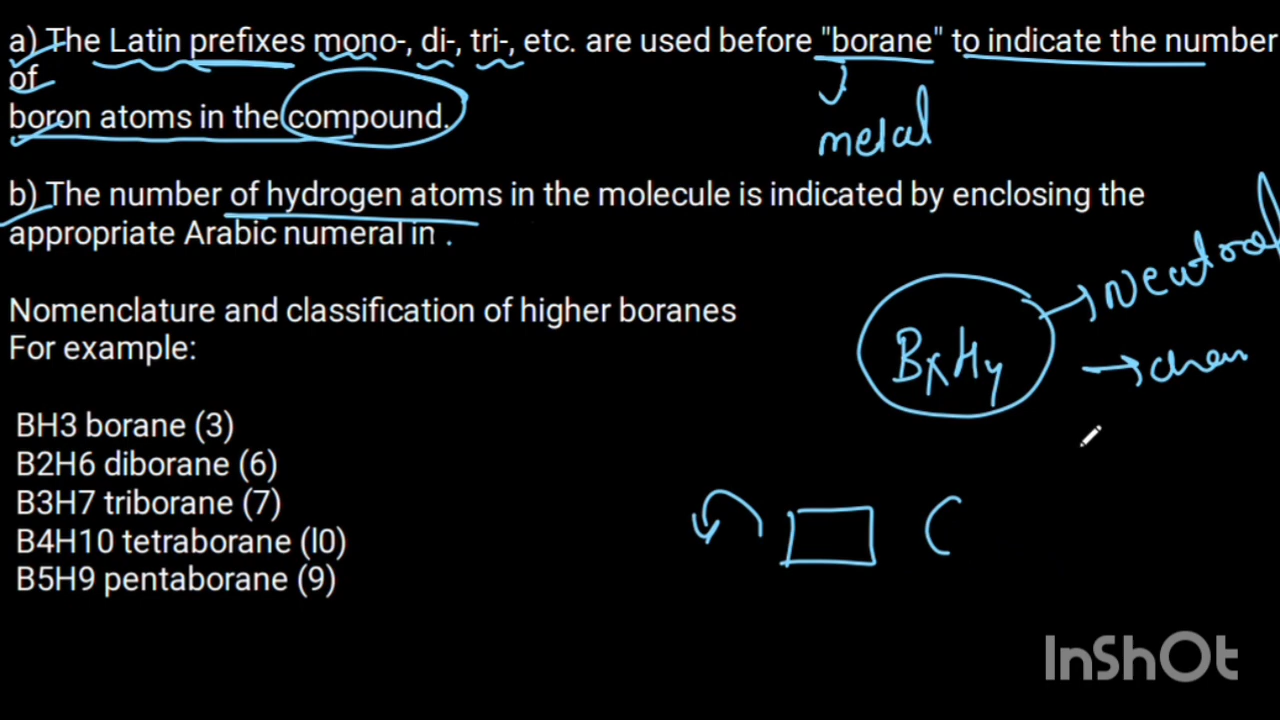 a) The Latin prefixes mono-, di-, tri-, etc. are used before "borane" to indicate the number
of
boron atoms in the compound.
metal
b) The number of hydrogen atoms in the molecule is indicated by enclosing the
appropriate Arabic numeral in .
Neutral
Nomenclature and classification of higher boranes
For example:
BxHy
BH3 borane (3)
B2H6 diborane (6)
B3H7 triborane (7)
B4H10 tetraborane (l0)
B5H9 pentaborane (9)
(
InShOt